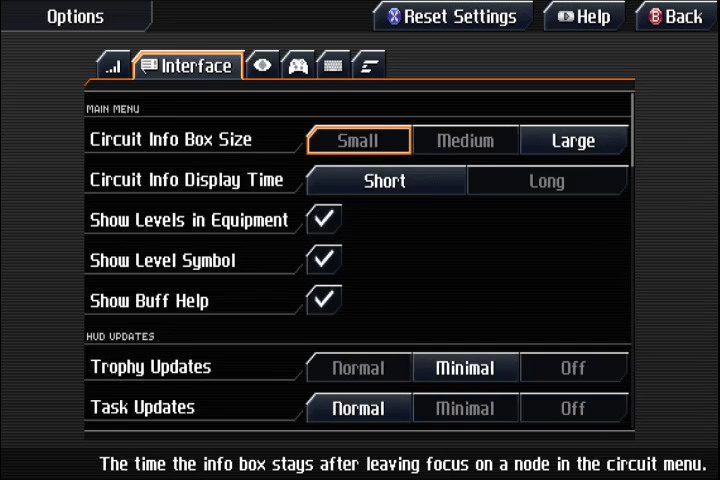 Options
X Reset Settings
Help
B Back
Interface
MAIN MENU
Circuit Info Box Size Small Medium Large
Circuit Info Display Time Short Long
Show Levels in Equipment
Show Level Symbol
Show Buff Help
HUD UPDATES
Trophy Updates Normal Minimal Off
Task Updates Normal Minimal Off
The time the info box stays after leaving focus on a node in the circuit menu.